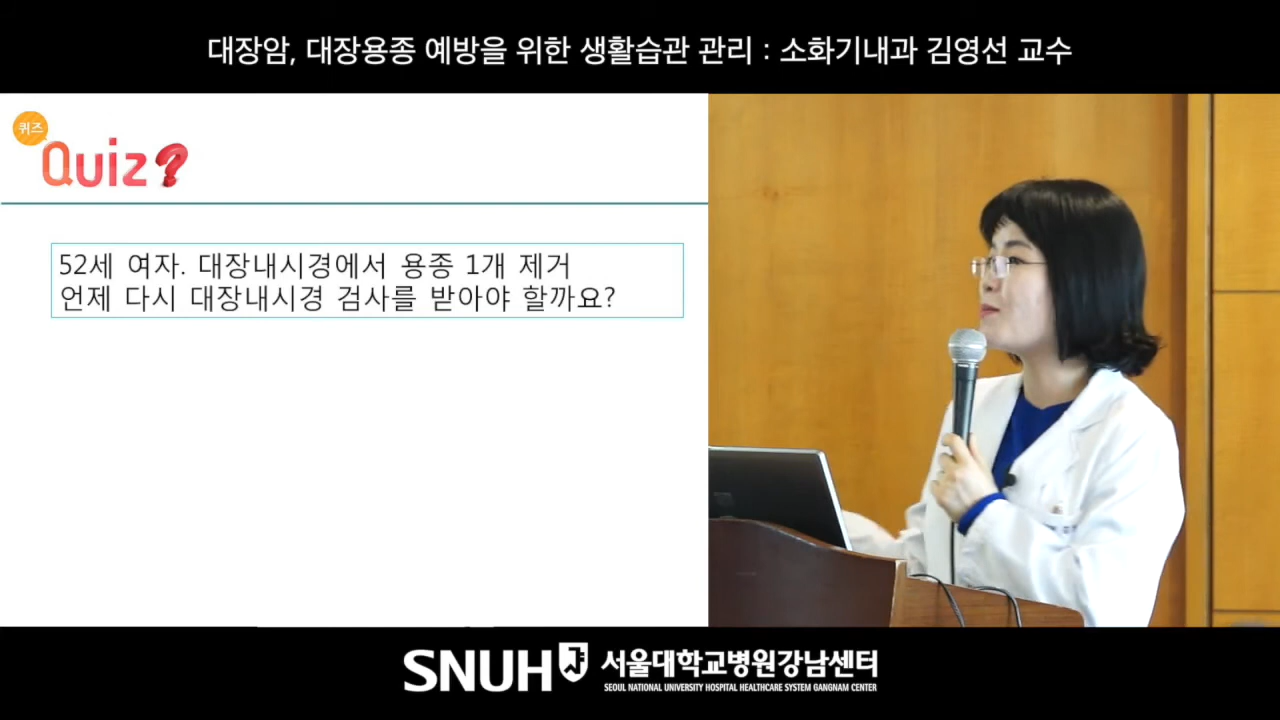 대장암, 대장용종 예방을 위한 생활습관 관리 : 소화기내과 김영선 교수
퀴즈
Quiz?
52세 여자. 대장내시경에서 용종 1개 제거
언제 다시 대장내시경 검사를 받아야 할까요?
SNUH 서울대학교병원강남센터
SEOUL NATIONAL UNIVERSITY HOSPITAL HEALTHCARE SYSTEM GANGNAM CENTER